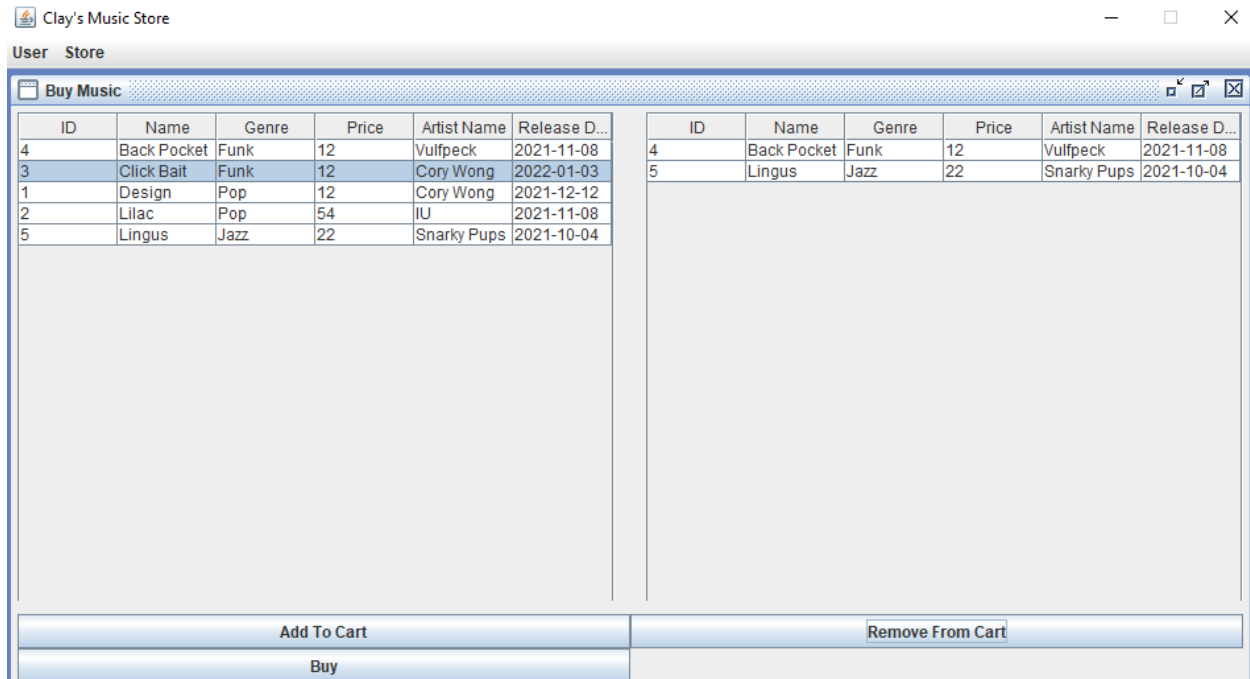 Clay's Music Store
User Store
Buy Music
ID Name Genre Price Artist Name Release D...
4 Back Pocket Funk 12 Vulfpeck 2021-11-08
3 Click Bait Funk 12 Cory Wong 2022-01-03
1 Design Pop 12 Cory Wong 2021-12-12
2 Lilac Pop 54 IU 2021-11-08
5 Lingus Jazz 22 Snarky Pups 2021-10-04
ID Name Genre Price Artist Name Release D...
4 Back Pocket Funk 12 Vulfpeck 2021-11-08
5 Lingus Jazz 22 Snarky Pups 2021-10-04
Add To Cart
Remove From Cart
Buy